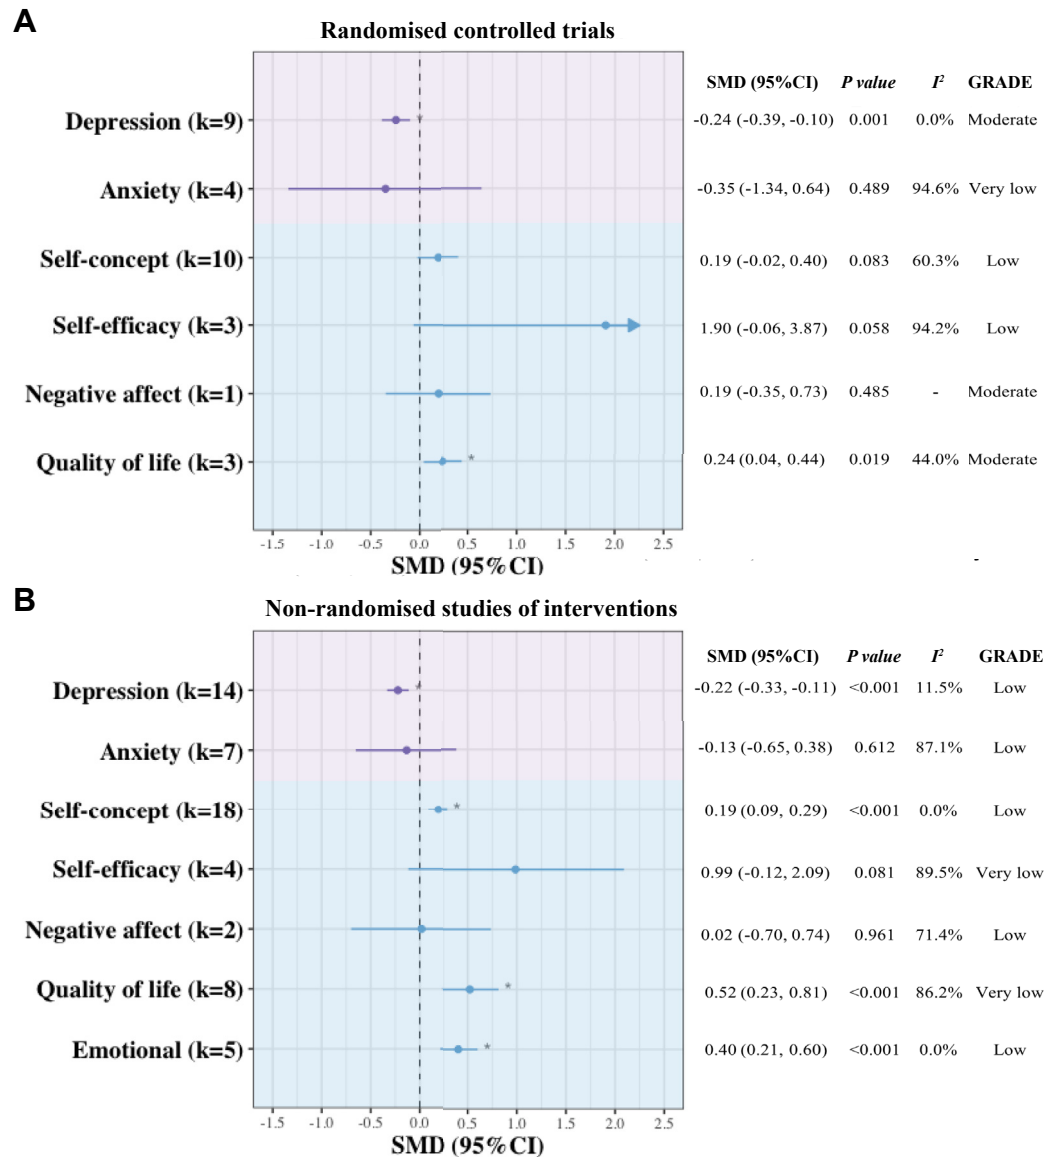 A
Randomised controlled trials
SMD (95%CI) P value I² GRADE
Depression (k=9) * -0.24 (-0.39, -0.10) 0.001 0.0% Moderate
Anxiety (k=4) -0.35 (-1.34, 0.64) 0.489 94.6% Very low
Self-concept (k=10) 0.19 (-0.02, 0.40) 0.083 60.3% Low
Self-efficacy (k=3) 1.90 (-0.06, 3.87) 0.058 94.2% Low
Negative affect (k=1) 0.19 (-0.35, 0.73) 0.485 - Moderate
Quality of life (k=3) * 0.24 (0.04, 0.44) 0.019 44.0% Moderate
-1.5 -1.0 -0.5 0.0 0.5 1.0 1.5 2.0 2.5
SMD (95%CI)
B
Non-randomised studies of interventions
SMD (95%CI) P value I² GRADE
Depression (k=14) * -0.22 (-0.33, -0.11) <0.001 11.5% Low
Anxiety (k=7) -0.13 (-0.65, 0.38) 0.612 87.1% Low
Self-concept (k=18) * 0.19 (0.09, 0.29) <0.001 0.0% Low
Self-efficacy (k=4) 0.99 (-0.12, 2.09) 0.081 89.5% Very low
Negative affect (k=2) 0.02 (-0.70, 0.74) 0.961 71.4% Low
Quality of life (k=8) * 0.52 (0.23, 0.81) <0.001 86.2% Very low
Emotional (k=5) * 0.40 (0.21, 0.60) <0.001 0.0% Low
-1.5 -1.0 -0.5 0.0 0.5 1.0 1.5 2.0 2.5
SMD (95%CI)